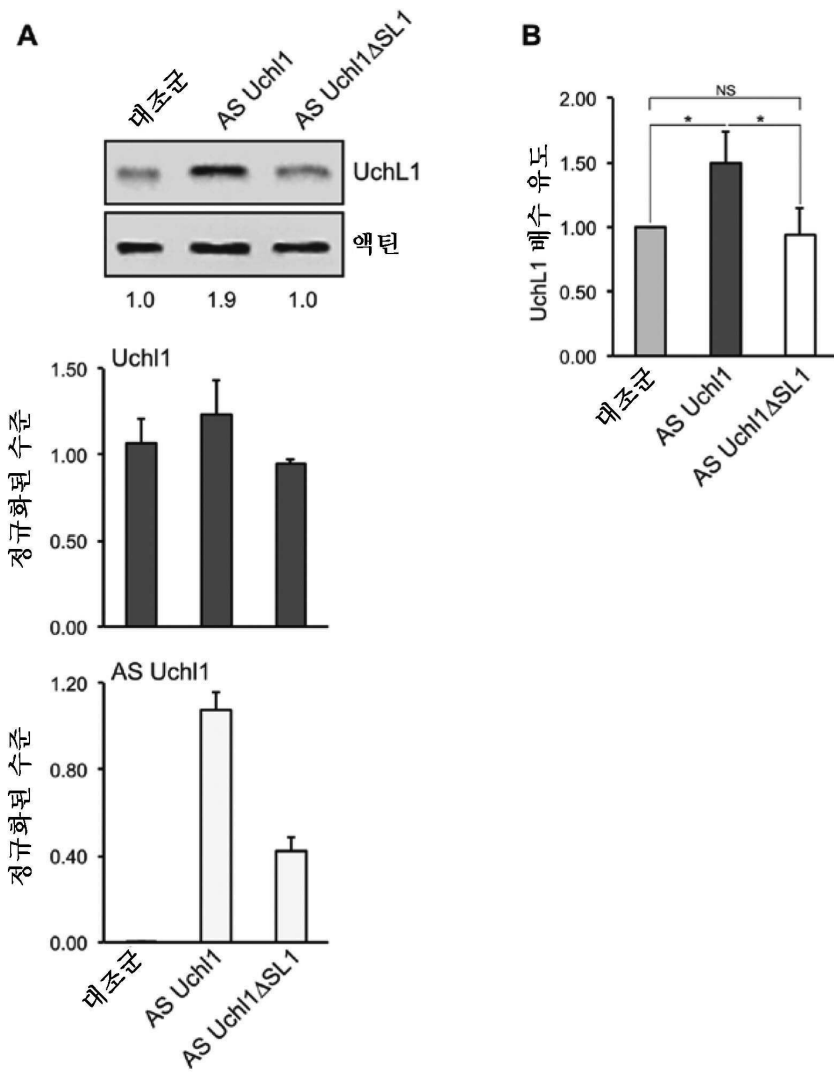 A
대조군
AS Uchl1
AS Uchl1ΔSL1
UchL1
액틴
1.0 1.9 1.0
Uchl1
정규화된 수준
1.50
1.00
0.50
0.00
AS Uchl1
정규화된 수준
1.20
0.80
0.40
0.00
대조군
AS Uchl1
AS Uchl1ΔSL1
B
NS
* *
UchL1 배수 유도
2.00
1.50
1.00
0.50
0.00
대조군
AS Uchl1
AS Uchl1ΔSL1